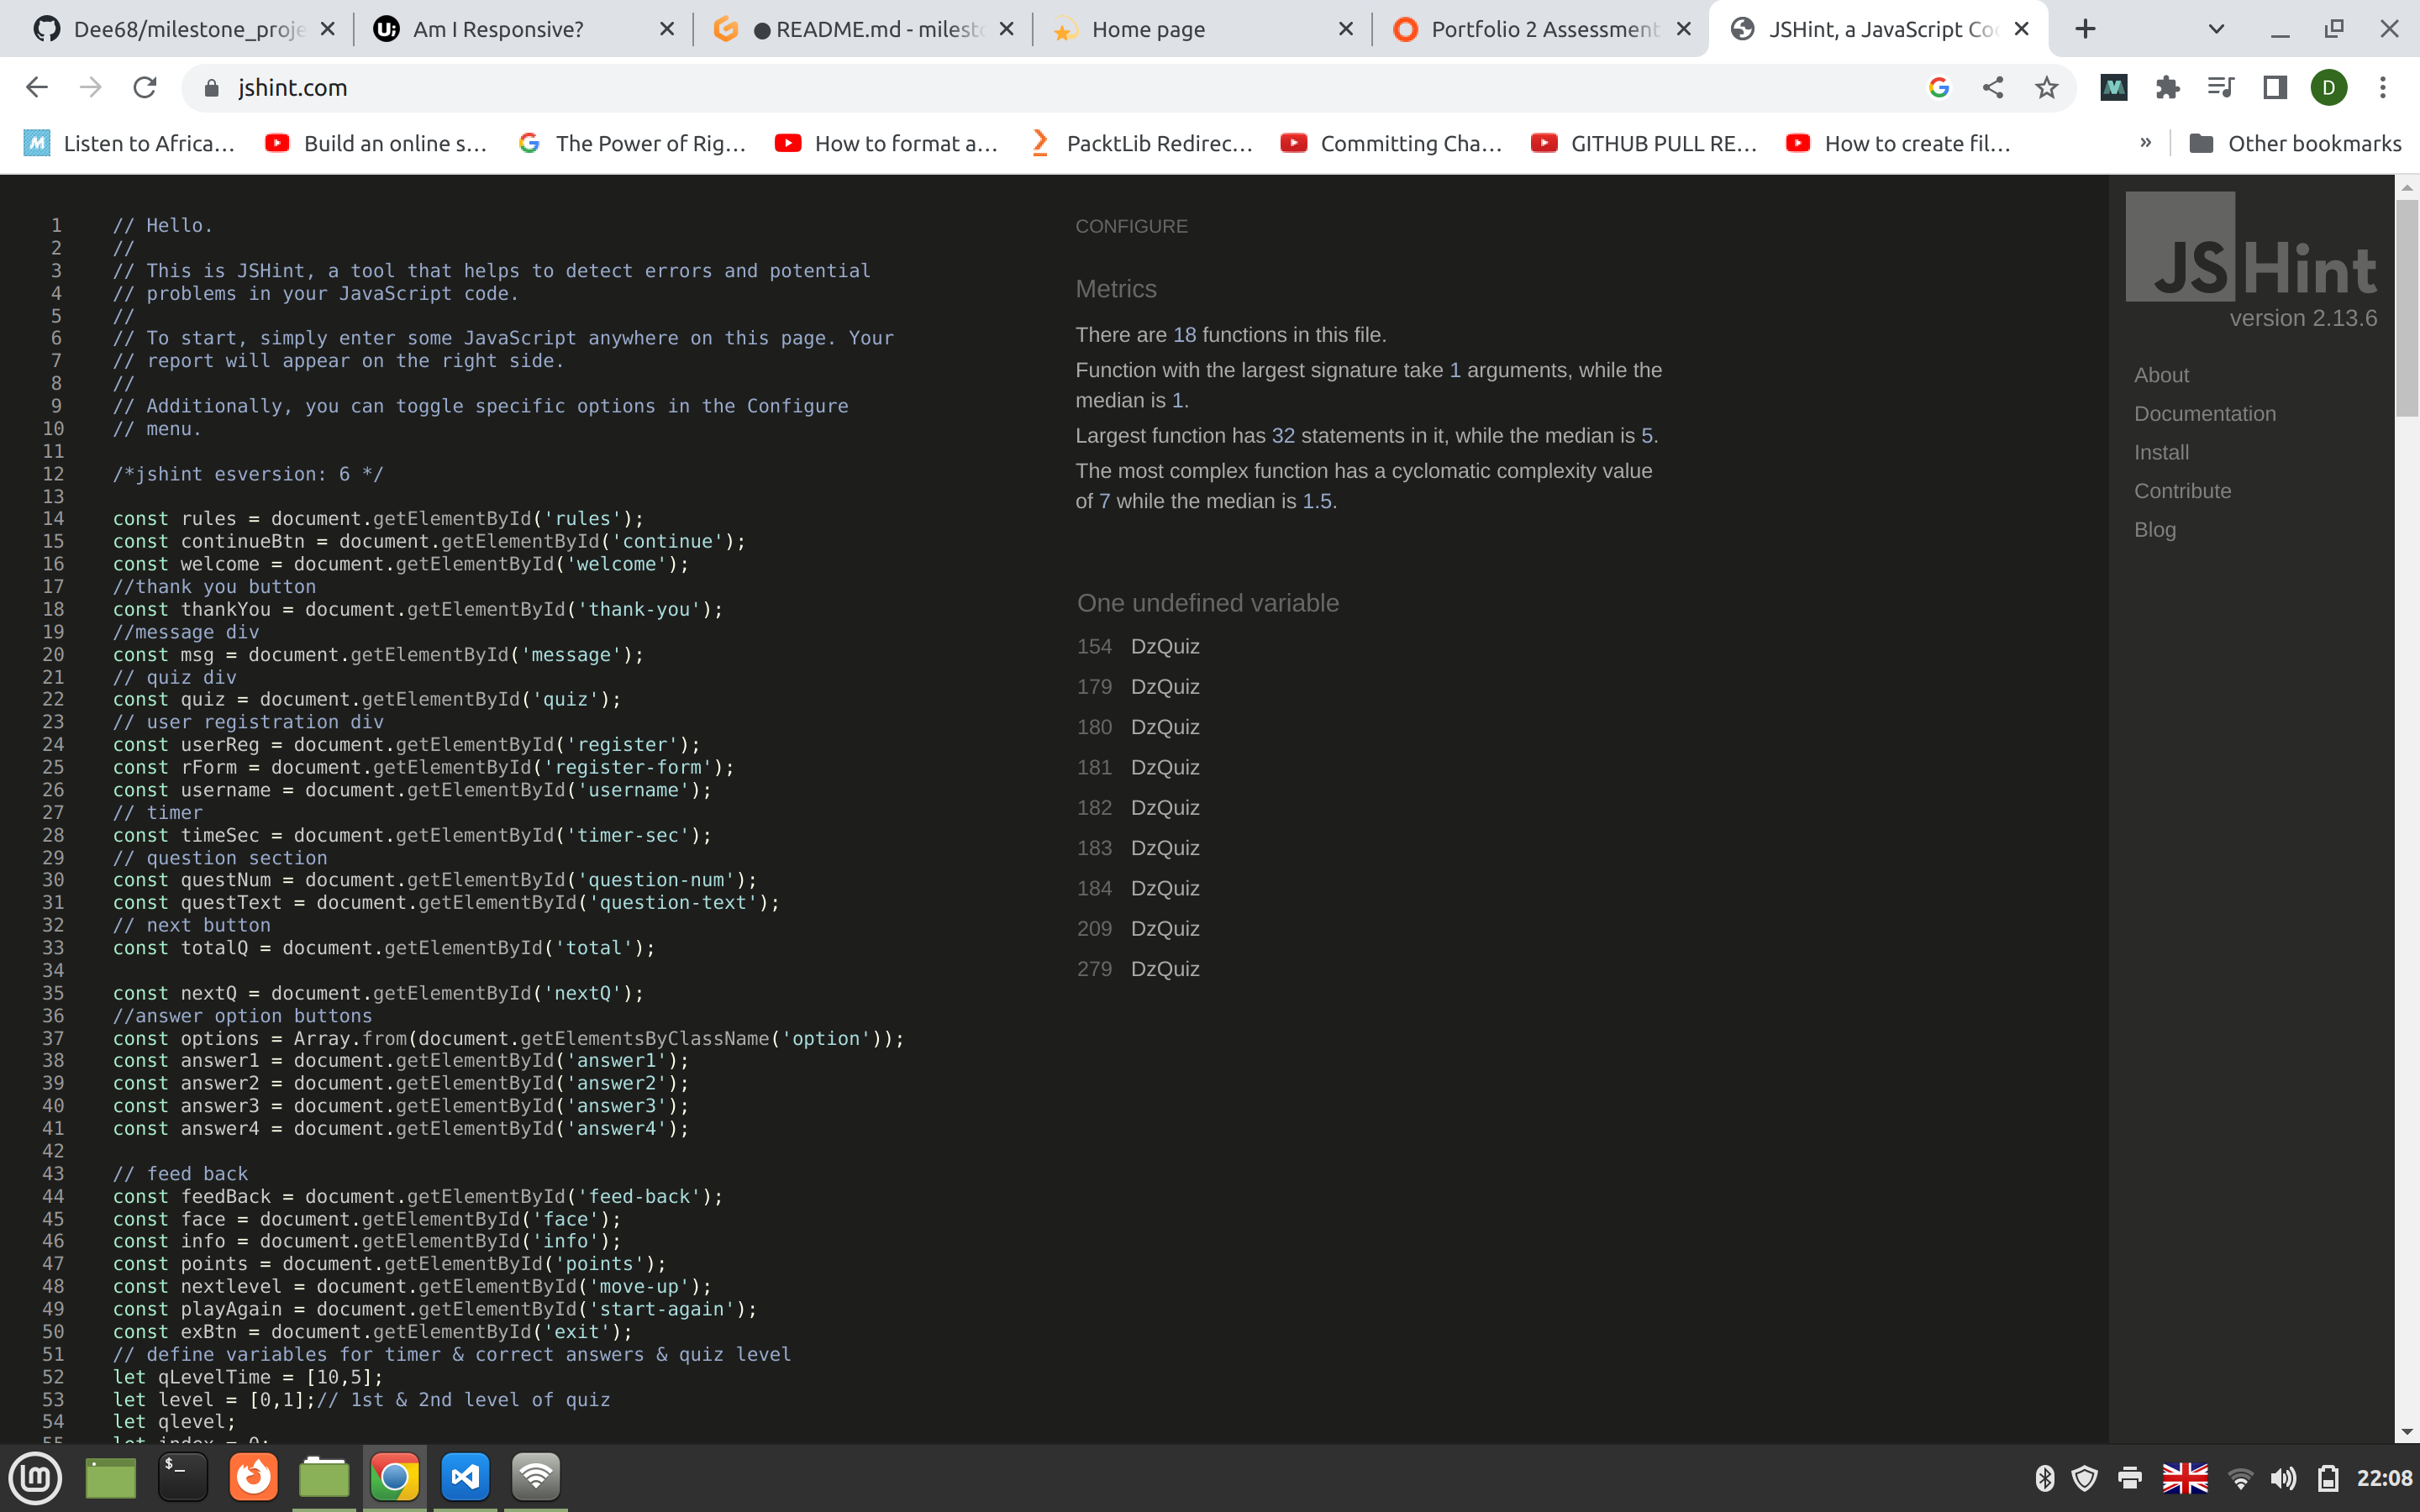 Dee68/milestone_proje
Am I Responsive?
README.md - milest
Home page
Portfolio 2 Assessment
JSHint, a JavaScript Co
jshint.com
D
Listen to Africa...
Build an online s...
The Power of Rig...
How to format a...
PacktLib Redirec...
Committing Cha...
GITHUB PULL RE...
How to create fil...
»
Other bookmarks
1 // Hello.
2 //
3 // This is JSHint, a tool that helps to detect errors and potential
4 // problems in your JavaScript code.
5 //
6 // To start, simply enter some JavaScript anywhere on this page. Your
7 // report will appear on the right side.
8 //
9 // Additionally, you can toggle specific options in the Configure
10 // menu.
11
12 /*jshint esversion: 6 */
13
14 const rules = document.getElementById('rules');
15 const continueBtn = document.getElementById('continue');
16 const welcome = document.getElementById('welcome');
17 //thank you button
18 const thankYou = document.getElementById('thank-you');
19 //message div
20 const msg = document.getElementById('message');
21 // quiz div
22 const quiz = document.getElementById('quiz');
23 // user registration div
24 const userReg = document.getElementById('register');
25 const rForm = document.getElementById('register-form');
26 const username = document.getElementById('username');
27 // timer
28 const timeSec = document.getElementById('timer-sec');
29 // question section
30 const questNum = document.getElementById('question-num');
31 const questText = document.getElementById('question-text');
32 // next button
33 const totalQ = document.getElementById('total');
34
35 const nextQ = document.getElementById('nextQ');
36 //answer option buttons
37 const options = Array.from(document.getElementsByClassName('option'));
38 const answer1 = document.getElementById('answer1');
39 const answer2 = document.getElementById('answer2');
40 const answer3 = document.getElementById('answer3');
41 const answer4 = document.getElementById('answer4');
42
43 // feed back
44 const feedBack = document.getElementById('feed-back');
45 const face = document.getElementById('face');
46 const info = document.getElementById('info');
47 const points = document.getElementById('points');
48 const nextlevel = document.getElementById('move-up');
49 const playAgain = document.getElementById('start-again');
50 const exBtn = document.getElementById('exit');
51 // define variables for timer & correct answers & quiz level
52 let qLevelTime = [10,5];
53 let level = [0,1];// 1st & 2nd level of quiz
54 let qlevel;
55 let index = 0;
CONFIGURE
Metrics
There are 18 functions in this file.
Function with the largest signature take 1 arguments, while the
median is 1.
Largest function has 32 statements in it, while the median is 5.
The most complex function has a cyclomatic complexity value
of 7 while the median is 1.5.
One undefined variable
154 DzQuiz
179 DzQuiz
180 DzQuiz
181 DzQuiz
182 DzQuiz
183 DzQuiz
184 DzQuiz
209 DzQuiz
279 DzQuiz
JSHint
version 2.13.6
About
Documentation
Install
Contribute
Blog
22:08